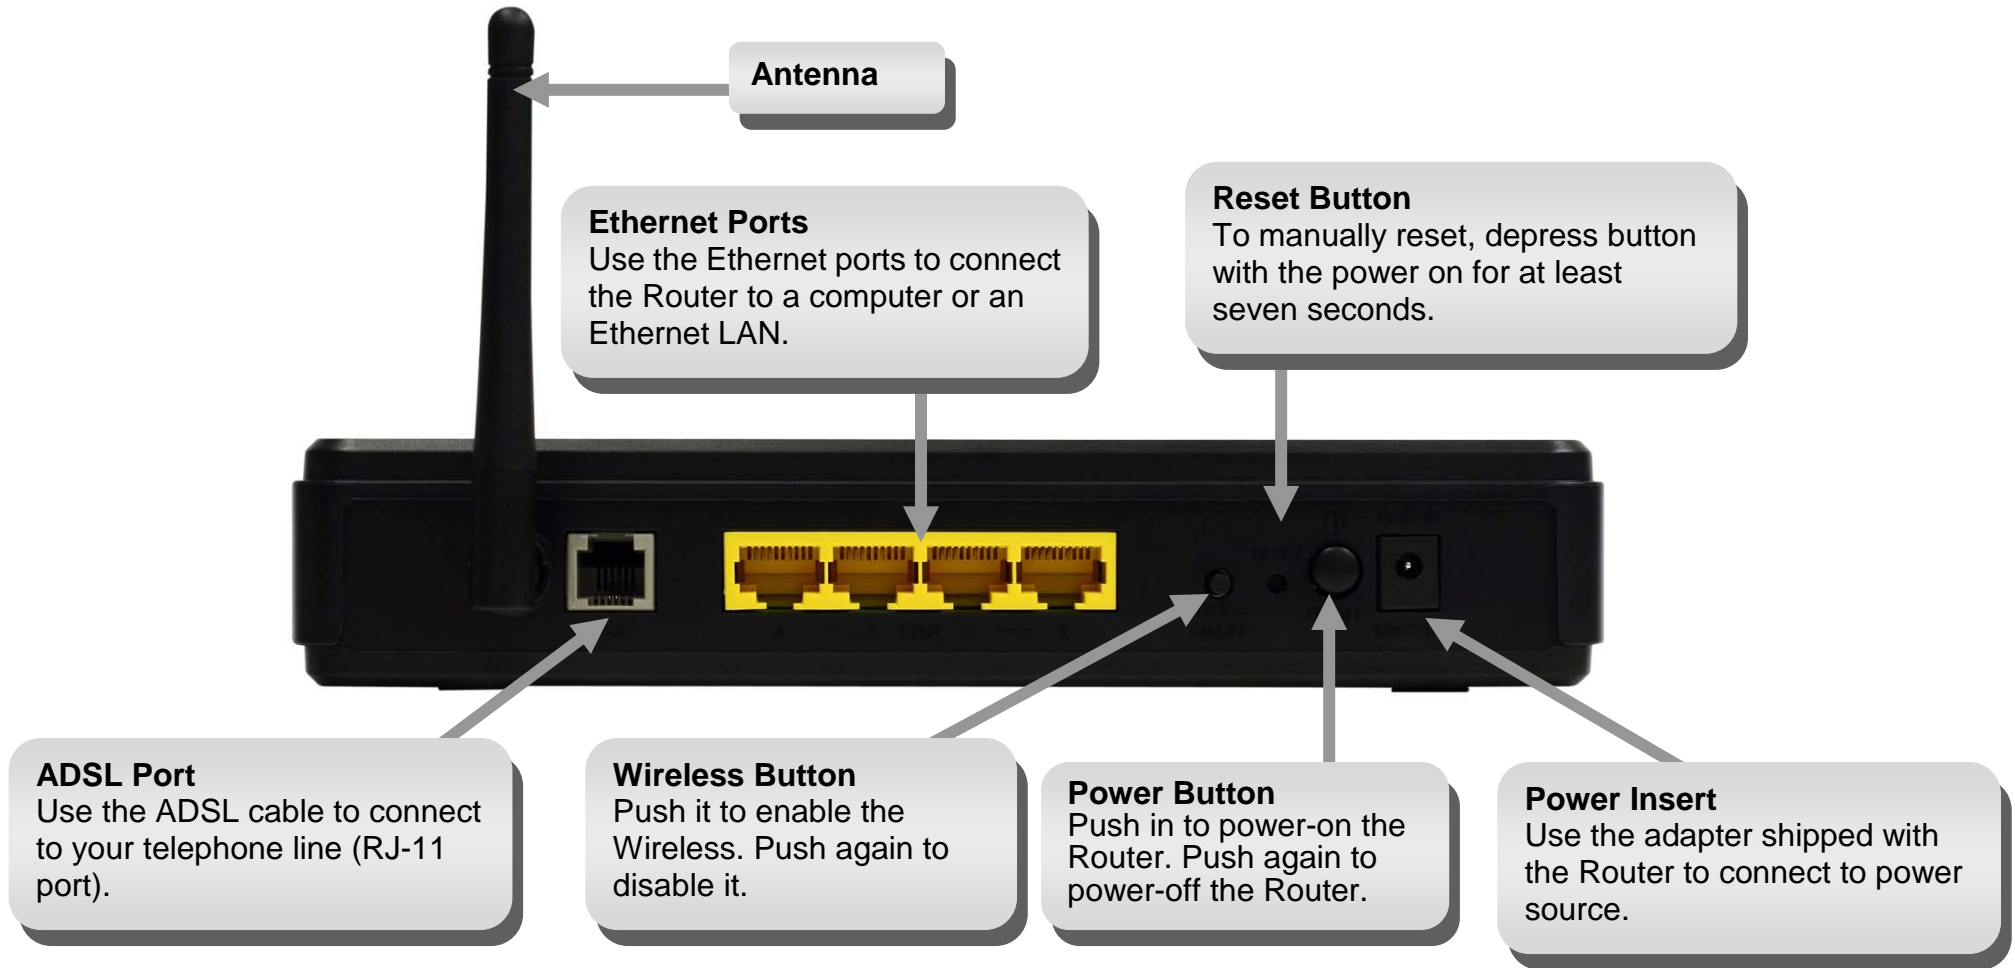 Antenna
Ethernet Ports
Use the Ethernet ports to connect
the Router to a computer or an
Ethernet LAN.
Reset Button
To manually reset, depress button
with the power on for at least
seven seconds.
ADSL Port
Use the ADSL cable to connect
to your telephone line (RJ-11
port).
Wireless Button
Push it to enable the
Wireless. Push again to
disable it.
Power Button
Push in to power-on the
Router. Push again to
power-off the Router.
Power Insert
Use the adapter shipped with
the Router to connect to power
source.